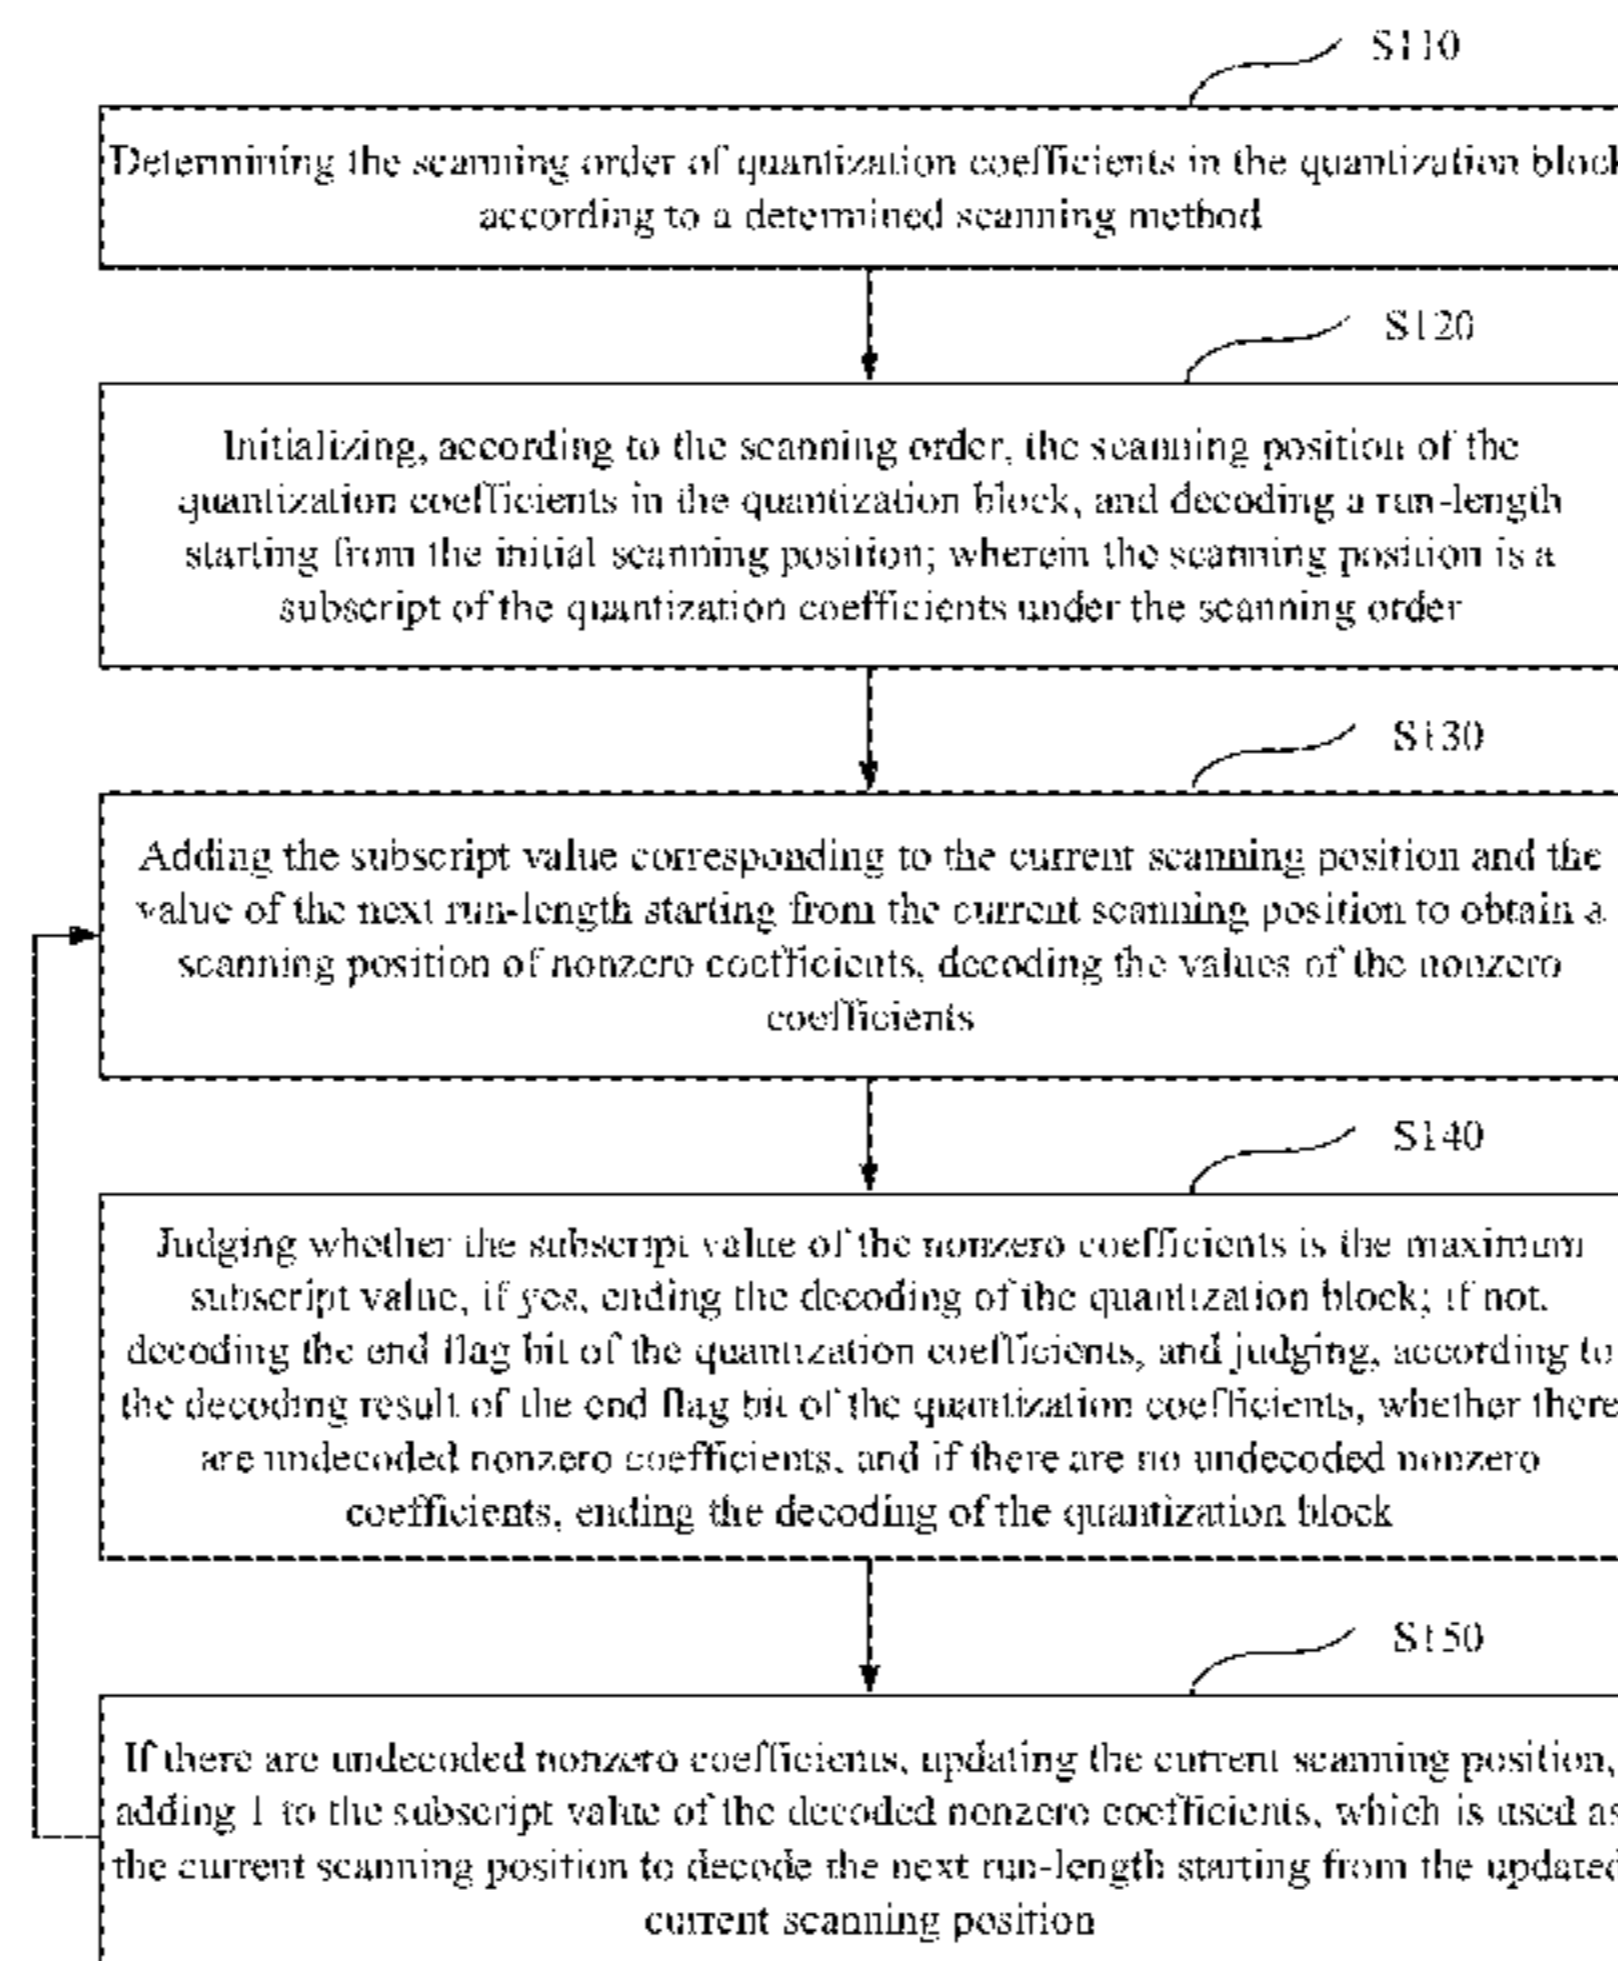 S110
Determining the scanning order of quantization coefficients in the quantization block
according to a determined scanning method
S120
Initializing, according to the scanning order, the scanning position of the
quantization coefficients in the quantization block, and decoding a run-length
starting from the initial scanning position; wherein the scanning position is a
subscript of the quantization coefficients under the scanning order
S130
Adding the subscript value corresponding to the current scanning position and the
value of the next run-length starting from the current scanning position to obtain a
scanning position of nonzero coefficients, decoding the values of the nonzero
coefficients
S140
Judging whether the subscript value of the nonzero coefficients is the maximum
subscript value, if yes, ending the decoding of the quantization block; if not,
decoding the end flag bit of the quantization coefficients, and judging, according to
the decoding result of the end flag bit of the quantization coefficients, whether there
are undecoded nonzero coefficients, and if there are no undecoded nonzero
coefficients, ending the decoding of the quantization block
S150
If there are undecoded nonzero coefficients, updating the current scanning position,
adding 1 to the subscript value of the decoded nonzero coefficients, which is used as
the current scanning position to decode the next run-length starting from the updated
current scanning position